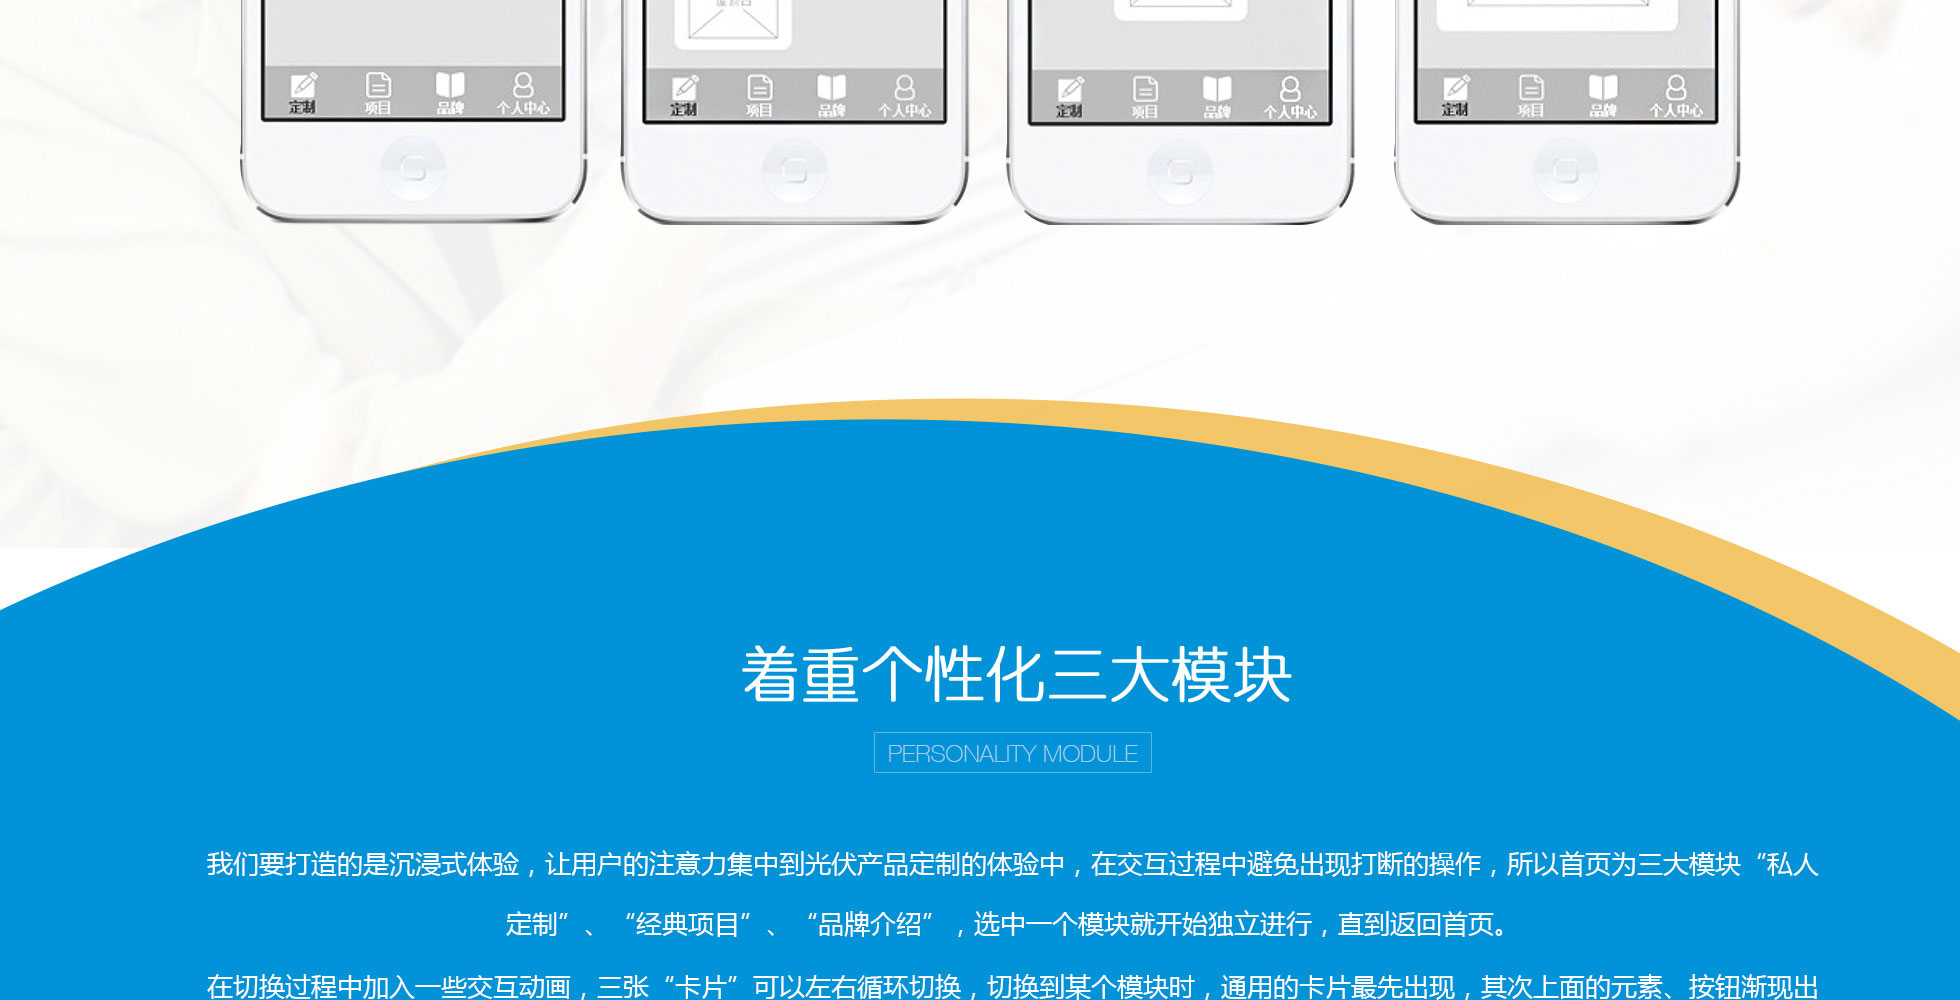 定制 项目 品牌 个人中心 定制 项目 品牌 个人中心 定制 项目 品牌 个人中心 定制 项目 品牌 个人中心
着重个性化三大模块
PERSONALITY MODULE
我们要打造的是沉浸式体验，让用户的注意力集中到光伏产品定制的体验中，在交互过程中避免出现打断的操作，所以首页为三大模块“私人
定制”、“经典项目”、“品牌介绍”，选中一个模块就开始独立进行，直到返回首页。
在切换过程中加入一些交互动画，三张“卡片”可以左右循环切换，切换到某个模块时，通用的卡片最先出现，其次上面的元素、按钮渐现出